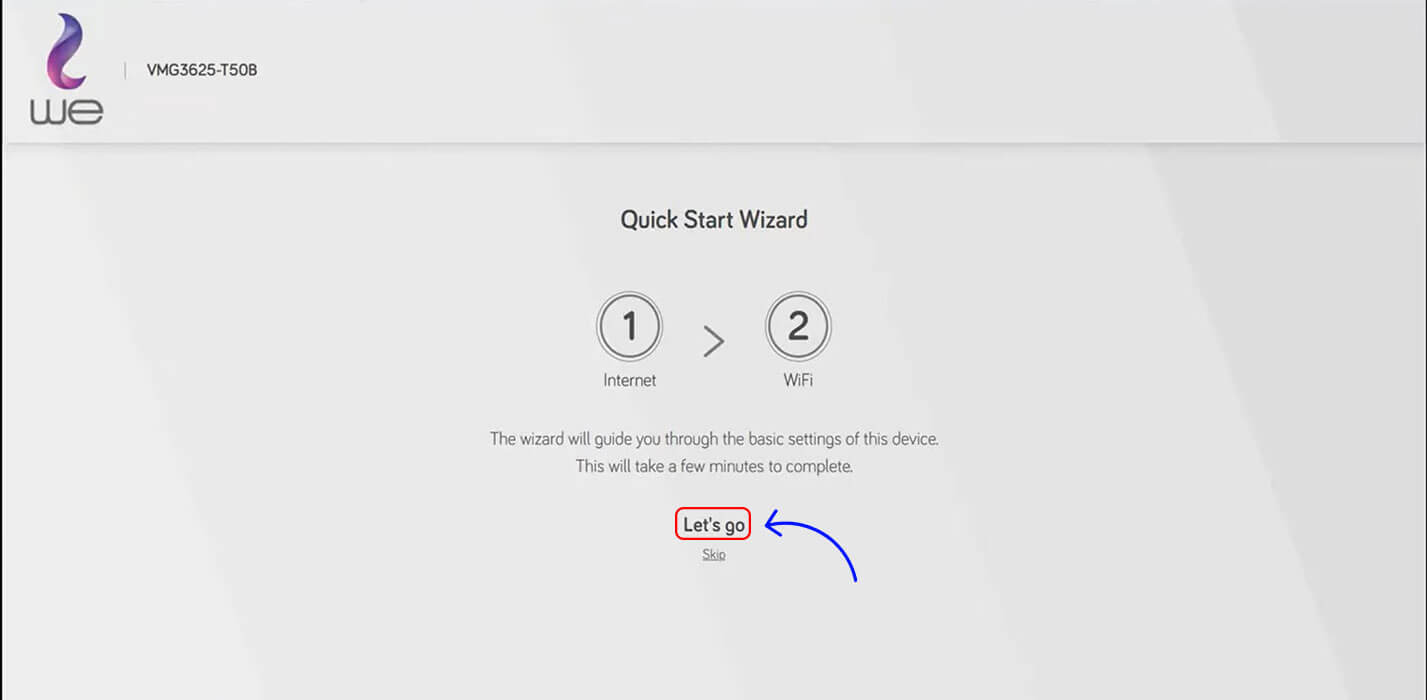 we
VMG3625-T50B
Quick Start Wizard
1 > 2
Internet WiFi
The wizard will guide you through the basic settings of this device.
This will take a few minutes to complete.
Let's go
Skip